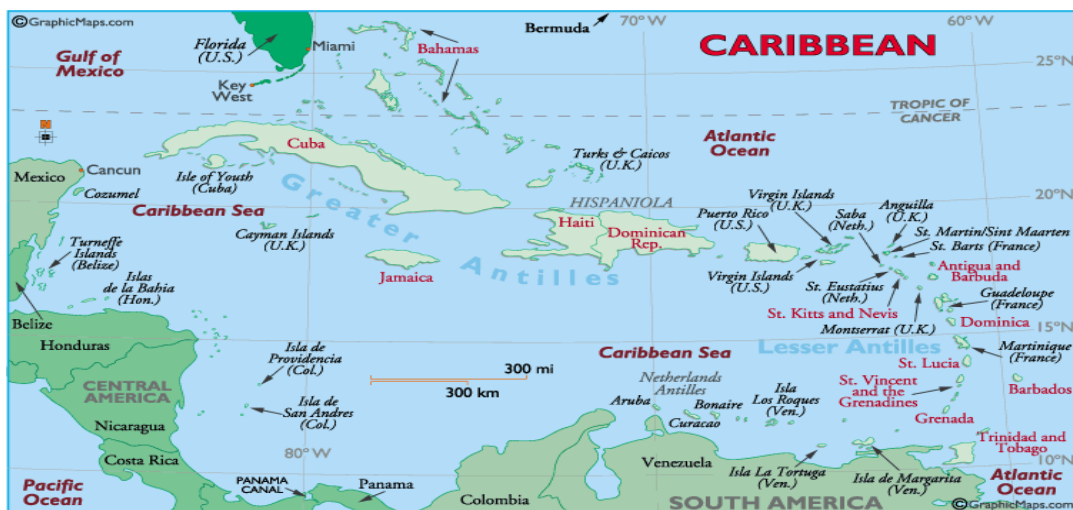 ©GraphicMaps.com
Bermuda
70°W
60°W
Florida
(U.S.)
Miami
Bahamas
CARIBBEAN
Gulf of
Mexico
Key
West
25°N
TROPIC OF
CANCER
Atlantic
Ocean
Cuba
Turks & Caicos
(U.K.)
Mexico
Cancun
Cozumel
Isle of Youth
(Cuba)
Greater
Antilles
20°N
Caribbean Sea
HISPANIOLA
Haiti
Dominican
Rep.
Puerto Rico
(U.S.)
Virgin Islands
(U.K.)
Saba
(Neth.)
Anguilla
(U.K.)
St. Martin/Sint Maarten
St. Barts (France)
Cayman Islands
(U.K.)
Turneffe
Islands
(Belize)
Islas
de la Bahia
(Hon.)
Jamaica
Virgin Islands
(U.S.)
St. Eustatius
(Neth.)
Antigua and
Barbuda
St. Kitts and Nevis
Guadeloupe
(France)
Montserrat (U.K.)
Belize
Dominica
15°N
Honduras
Isla de
Providencia
(Col.)
300 mi
300 km
Caribbean Sea
Lesser Antilles
Martinique
(France)
St. Lucia
CENTRAL
AMERICA
Netherlands
Antilles
Aruba
Bonaire
Curacao
Isla
Los Roques
(Ven.)
St. Vincent
and the
Grenadines
Barbados
Isla de
San Andres
(Col.)
Nicaragua
Grenada
Trinidad and
Tobago
Costa Rica
80°W
10°N
Venezuela
Isla La Tortuga
(Ven.)
Isla de Margarita
(Ven.)
Atlantic
Ocean
Pacific
Ocean
PANAMA
CANAL
Panama
Colombia
SOUTH AMERICA
©GraphicMaps.com